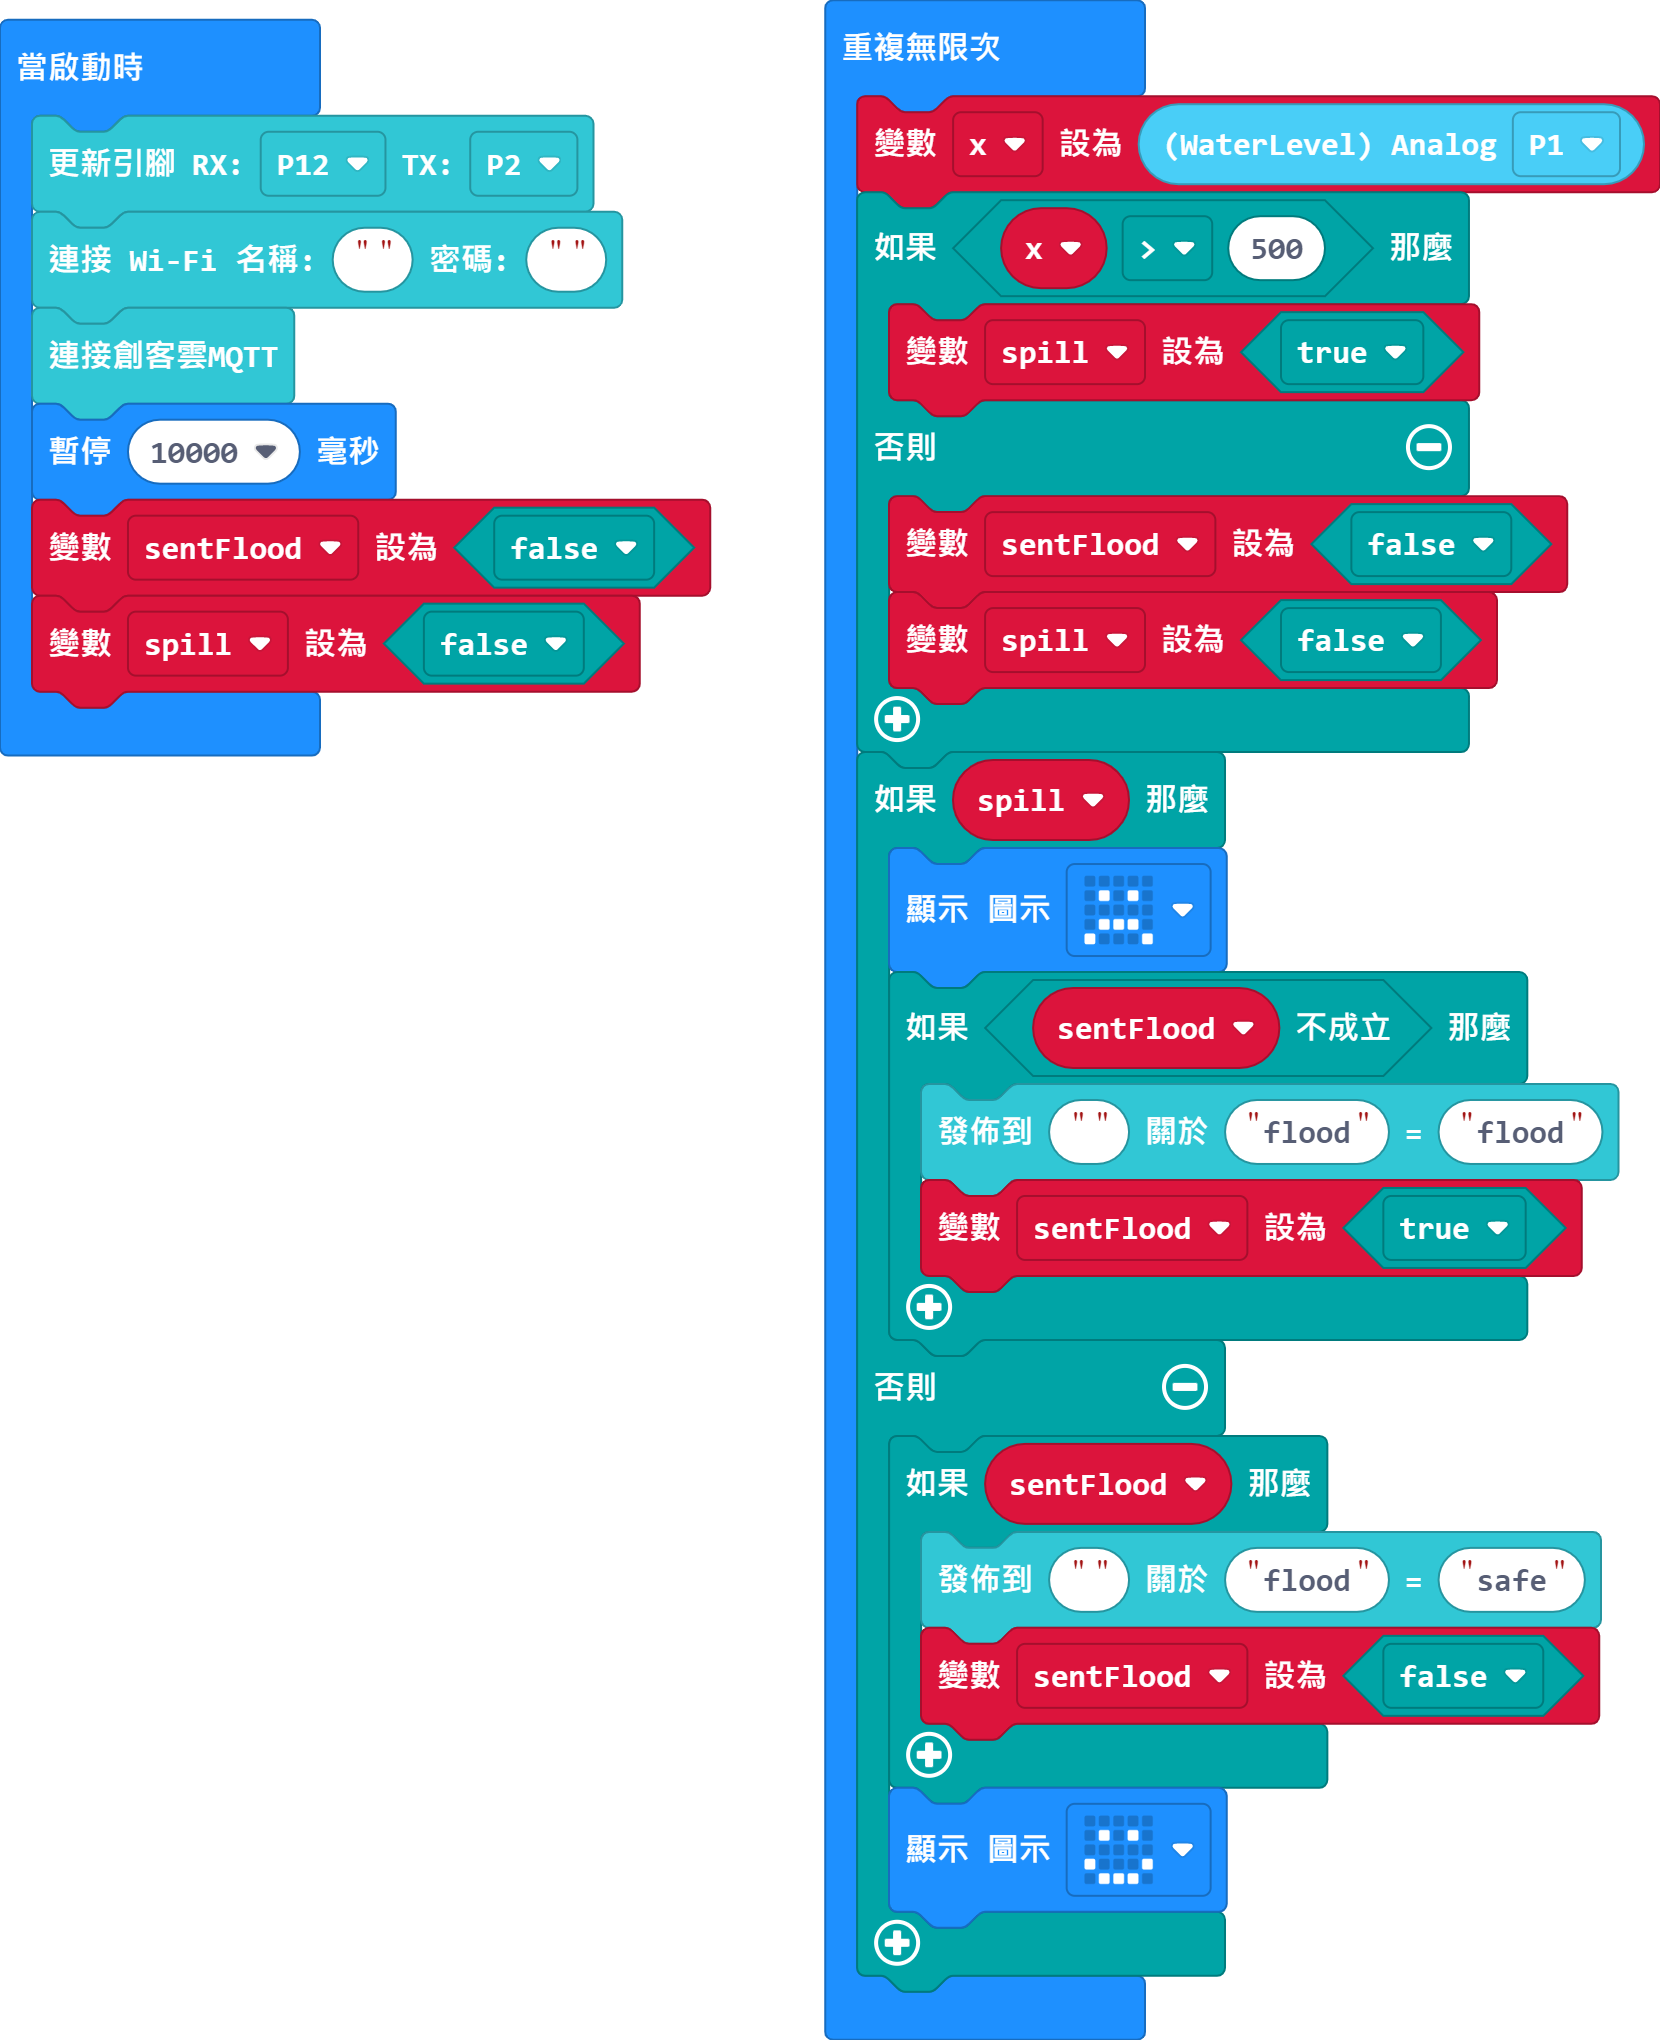 當啟動時
更新引腳 RX: P12 TX: P2
連接 Wi-Fi 名稱: " " 密碼: " "
連接創客雲MQTT
暫停 10000 毫秒
變數 sentFlood 設為 false
變數 spill 設為 false
重複無限次
變數 x 設為 (WaterLevel) Analog P1
如果 x > 500 那麼
變數 spill 設為 true
否則
變數 sentFlood 設為 false
變數 spill 設為 false
如果 spill 那麼
顯示 圖示
如果 sentFlood 不成立 那麼
發佈到 " " 關於 "flood" = "flood"
變數 sentFlood 設為 true
否則
如果 sentFlood 那麼
發佈到 " " 關於 "flood" = "safe"
變數 sentFlood 設為 false
顯示 圖示